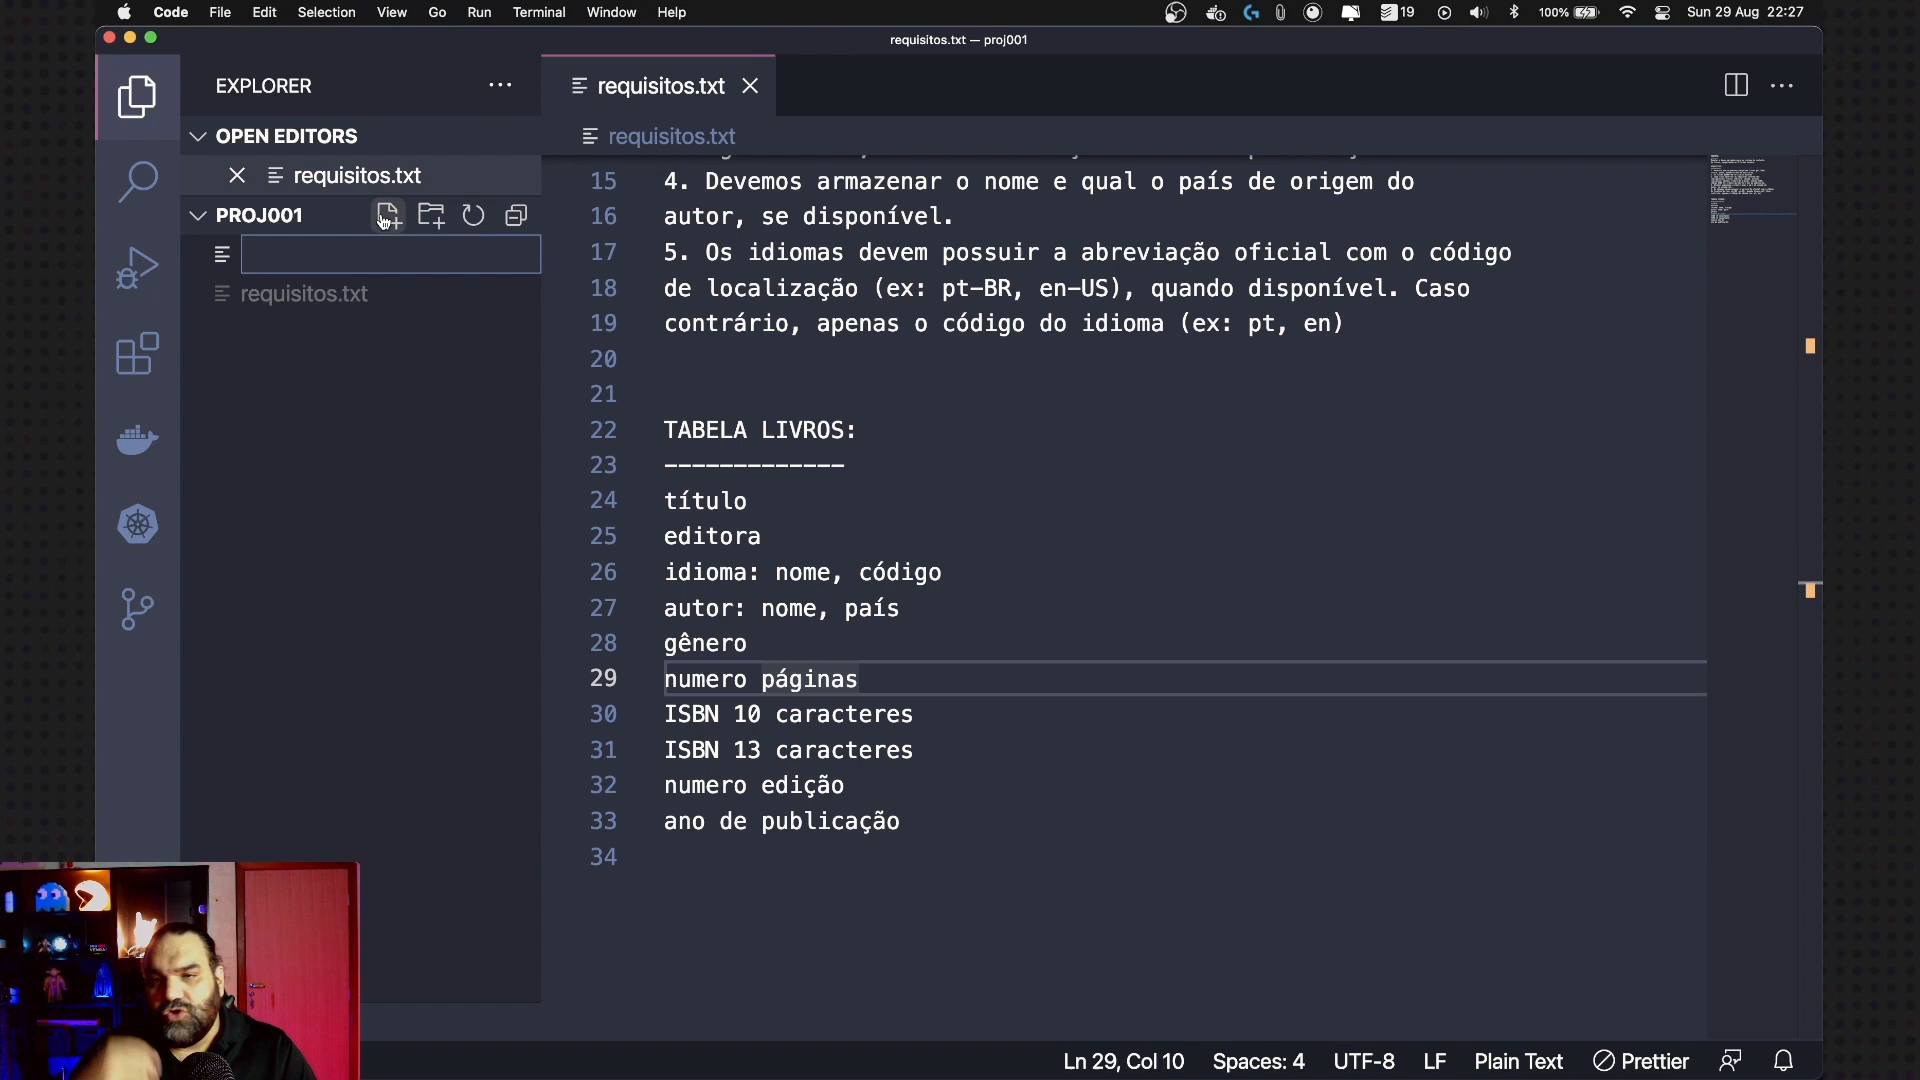 Code File Edit Selection View Go Run Terminal Window Help 19 100% Sun 29 Aug 22:27
requisitos.txt — proj001
EXPLORER
requisitos.txt
OPEN EDITORS
requisitos.txt
requisitos.txt
PROJ001
requisitos.txt
15 4. Devemos armazenar o nome e qual o país de origem do
16 autor, se disponível.
17 5. Os idiomas devem possuir a abreviação oficial com o código
18 de localização (ex: pt-BR, en-US), quando disponível. Caso
19 contrário, apenas o código do idioma (ex: pt, en)
20
21
22 TABELA LIVROS:
23 -------------
24 título
25 editora
26 idioma: nome, código
27 autor: nome, país
28 gênero
29 numero páginas
30 ISBN 10 caracteres
31 ISBN 13 caracteres
32 numero edição
33 ano de publicação
34
Ln 29, Col 10 Spaces: 4 UTF-8 LF Plain Text Prettier